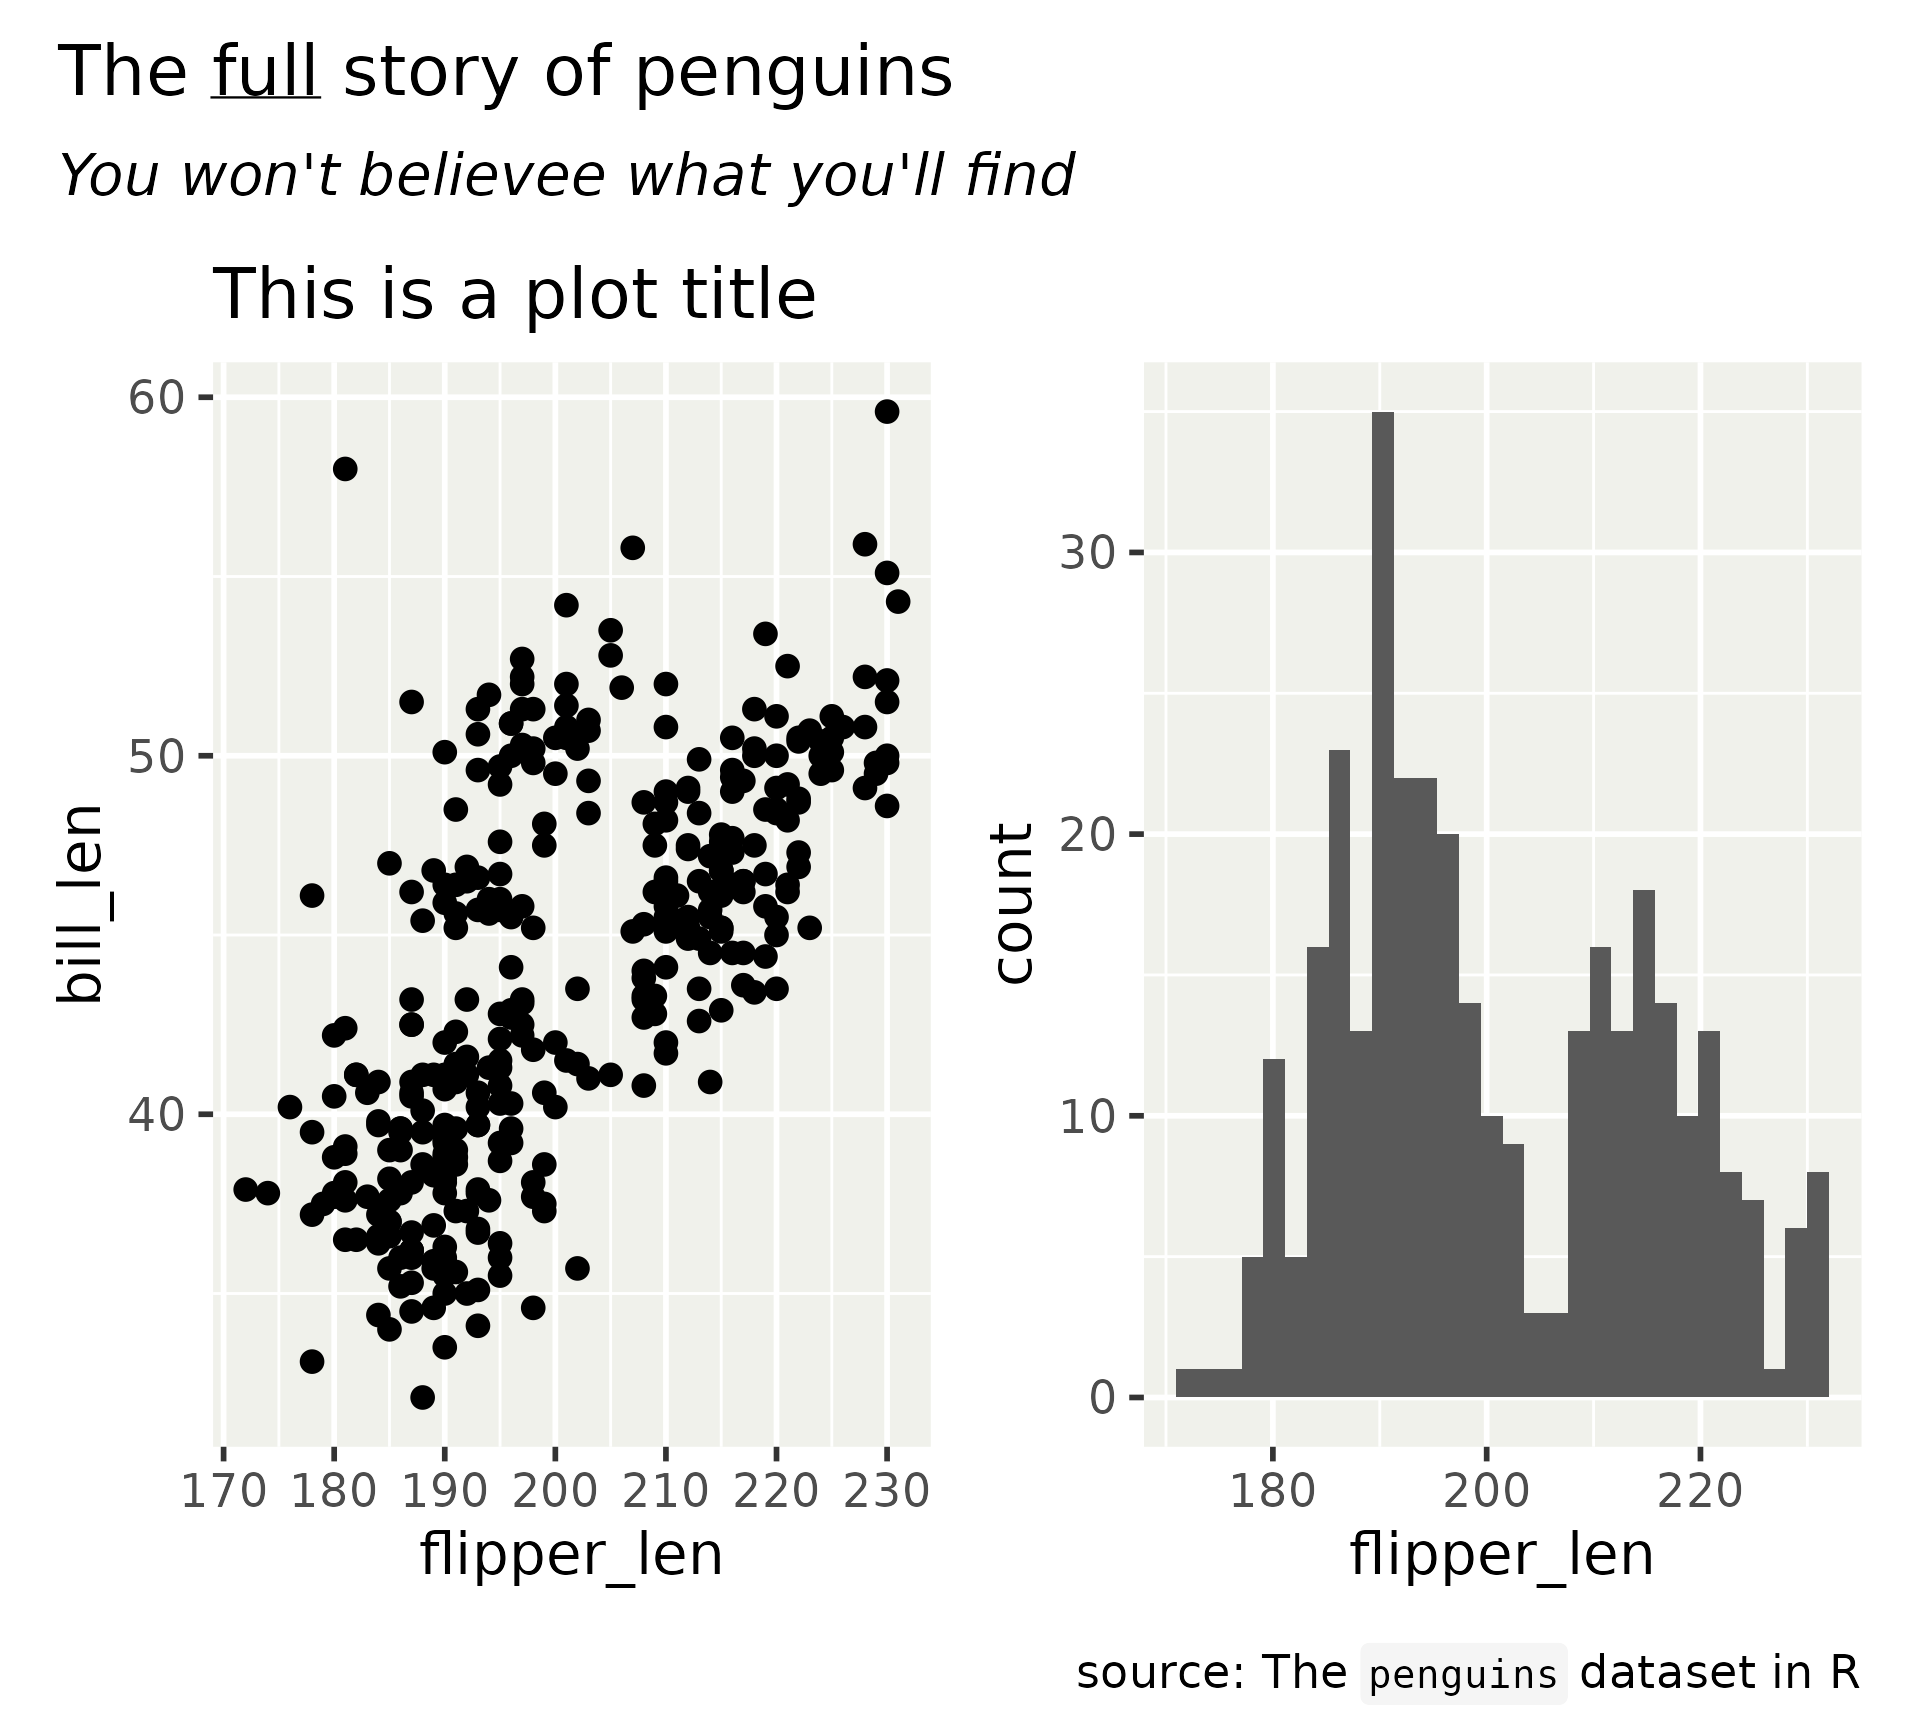 The full story of penguins
You won't believee what you'll find
This is a plot title
60
50
40
bill_len
170 180 190 200 210 220 230
flipper_len
30
20
10
0
count
180 200 220
flipper_len
source: The penguins dataset in R